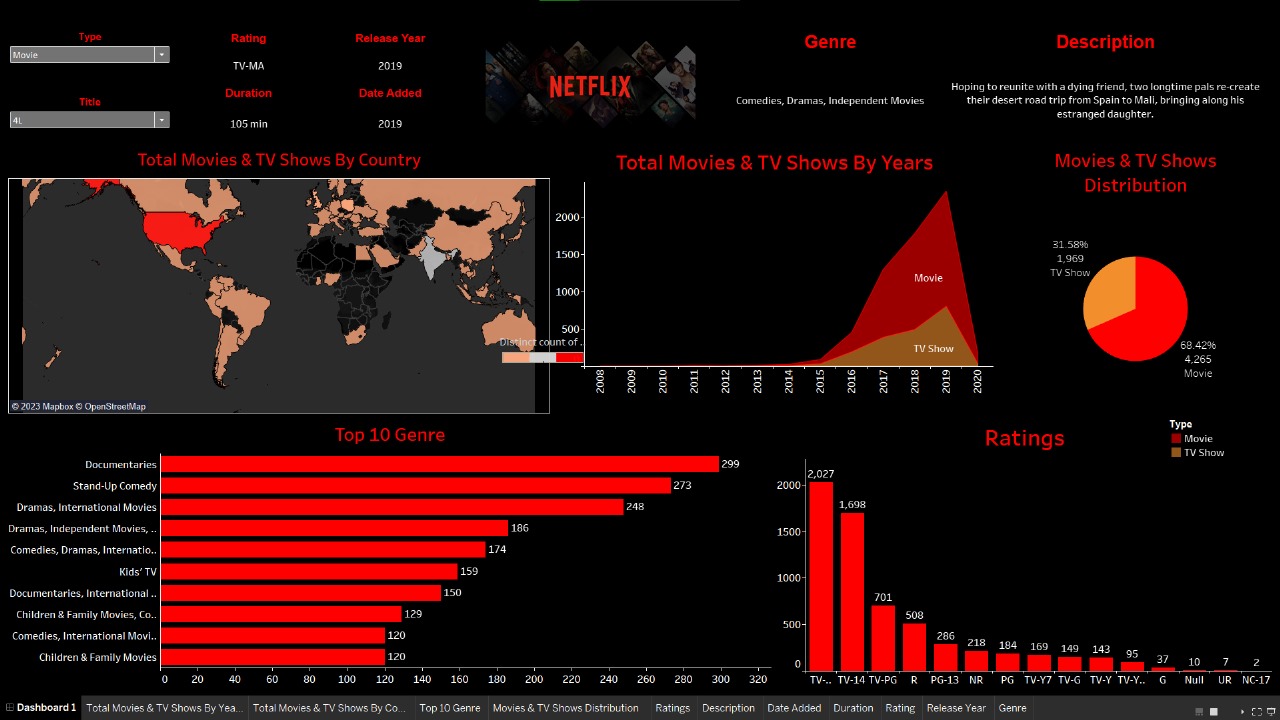 Type
Movie
Title
4L
Rating
TV-MA
Duration
105 min
Release Year
2019
Date Added
2019
NETFLIX
Genre
Comedies, Dramas, Independent Movies
Description
Hoping to reunite with a dying friend, two longtime pals re-create
their desert road trip from Spain to Mali, bringing along his
estranged daughter.
Total Movies & TV Shows By Country
© 2023 Mapbox © OpenStreetMap
Distinct count of ..
Total Movies & TV Shows By Years
2000
1500
1000
500
Movie
TV Show
2008
2009
2010
2011
2012
2013
2014
2015
2016
2017
2018
2019
2020
Movies & TV Shows
Distribution
31.58%
1,969
TV Show
68.42%
4,265
Movie
Top 10 Genre
Documentaries 299
Stand-Up Comedy 273
Dramas, International Movies 248
Dramas, Independent Movies, .. 186
Comedies, Dramas, Internatio.. 174
Kids' TV 159
Documentaries, International .. 150
Children & Family Movies, Co.. 129
Comedies, International Movi.. 120
Children & Family Movies 120
0 20 40 60 80 100 120 140 160 180 200 220 240 260 280 300 320
Type
Movie
TV Show
Ratings
2000
1500
1000
500
0
2,027 1,698 701 508 286 218 184 169 149 143 95 37 10 7 2
TV-.. TV-14 TV-PG R PG-13 NR PG TV-Y7 TV-G TV-Y TV-Y.. G Null UR NC-17
Dashboard 1 Total Movies & TV Shows By Yea... Total Movies & TV Shows By Co... Top 10 Genre Movies & TV Shows Distribution Ratings Description Date Added Duration Rating Release Year Genre